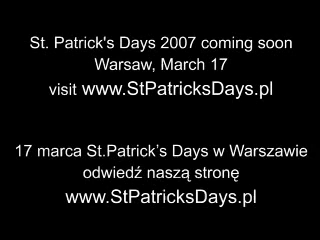 St. Patrick's Days 2007 coming soon
Warsaw, March 17
visit www.StPatricksDays.pl
17 marca St.Patrick’s Days w Warszawie
odwiedź naszą stronę
www.StPatricksDays.pl